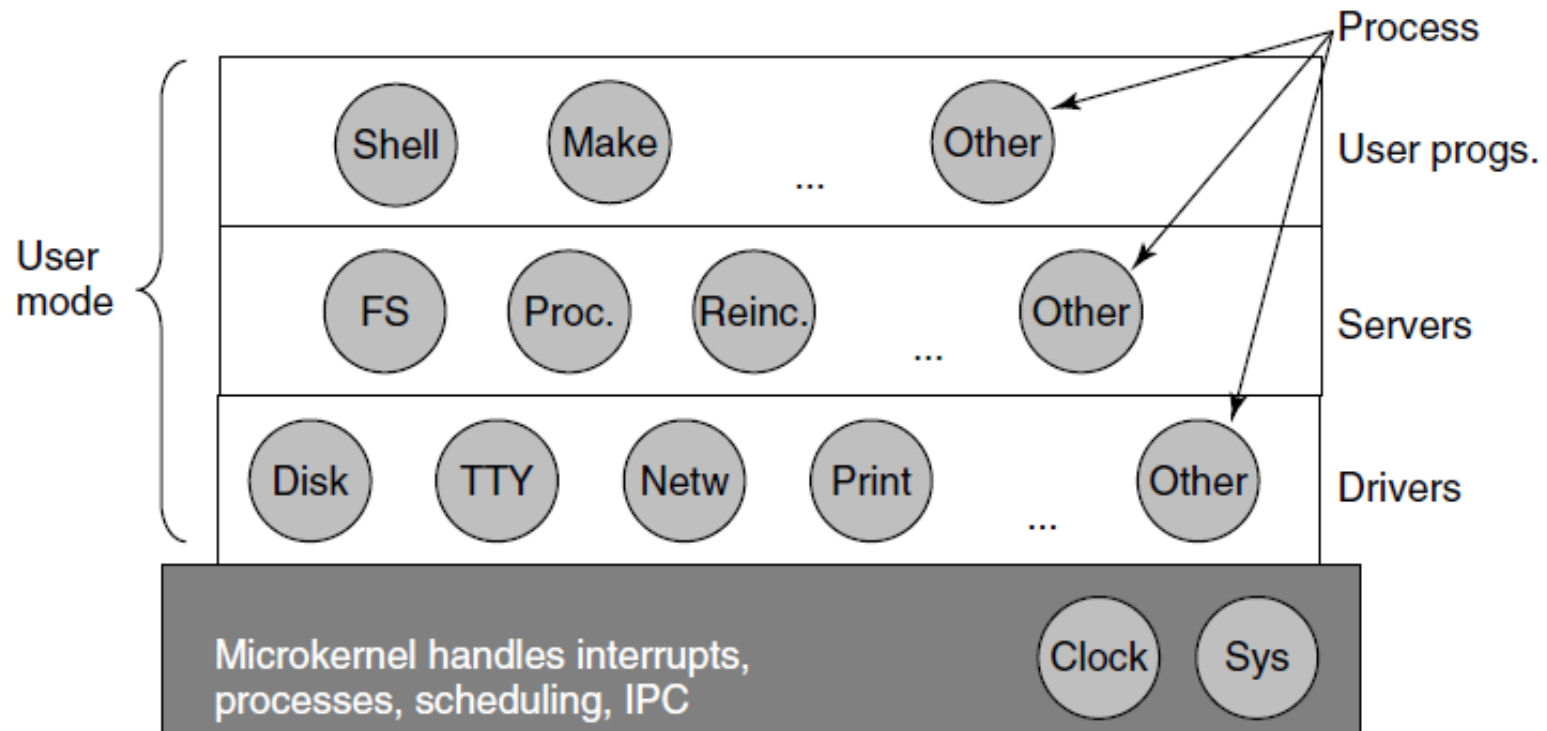 Process
Shell
Make
...
Other
User progs.
User
mode
FS
Proc.
Reinc.
...
Other
Servers
Disk
TTY
Netw
Print
...
Other
Drivers
Microkernel handles interrupts,
processes, scheduling, IPC
Clock
Sys